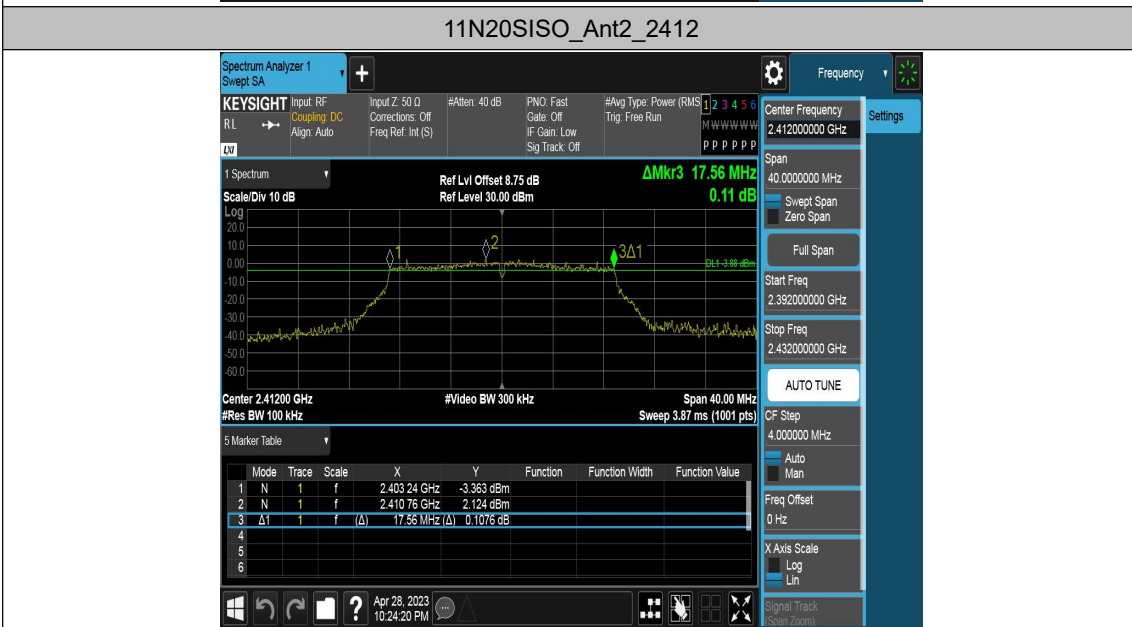 11N20SISO_Ant2_2412
Spectrum Analyzer 1
Swept SA
Frequency
KEYSIGHT
RL
LXI
Input: RF
Coupling: DC
Align: Auto
Input Z: 50 Ω
Corrections: Off
Freq Ref: Int (S)
#Atten: 40 dB
PNO: Fast
Gate: Off
IF Gain: Low
Sig Track: Off
#Avg Type: Power (RMS
Trig: Free Run
1 2 3 4 5 6
M W W W W W
P P P P P P
1 Spectrum
Scale/Div 10 dB
Ref Lvl Offset 8.75 dB
Ref Level 30.00 dBm
ΔMkr3 17.56 MHz
0.11 dB
Log
20.0
10.0
0.00
-10.0
-20.0
-30.0
-40.0
-50.0
-60.0
1
2
3Δ1
DL1 -3.88 dBm
Center 2.41200 GHz
#Video BW 300 kHz
Span 40.00 MHz
#Res BW 100 kHz
Sweep 3.87 ms (1001 pts)
5 Marker Table
Mode Trace Scale X Y Function Function Width Function Value
1 N 1 f 2.403 24 GHz -3.363 dBm
2 N 1 f 2.410 76 GHz 2.124 dBm
3 Δ1 1 f (Δ) 17.56 MHz (Δ) 0.1076 dB
4
5
6
Apr 28, 2023
10:24:20 PM
Center Frequency
2.412000000 GHz
Settings
Span
40.0000000 MHz
Swept Span
Zero Span
Full Span
Start Freq
2.392000000 GHz
Stop Freq
2.432000000 GHz
AUTO TUNE
CF Step
4.000000 MHz
Auto
Man
Freq Offset
0 Hz
X Axis Scale
Log
Lin
Signal Track
(Span Zoom)